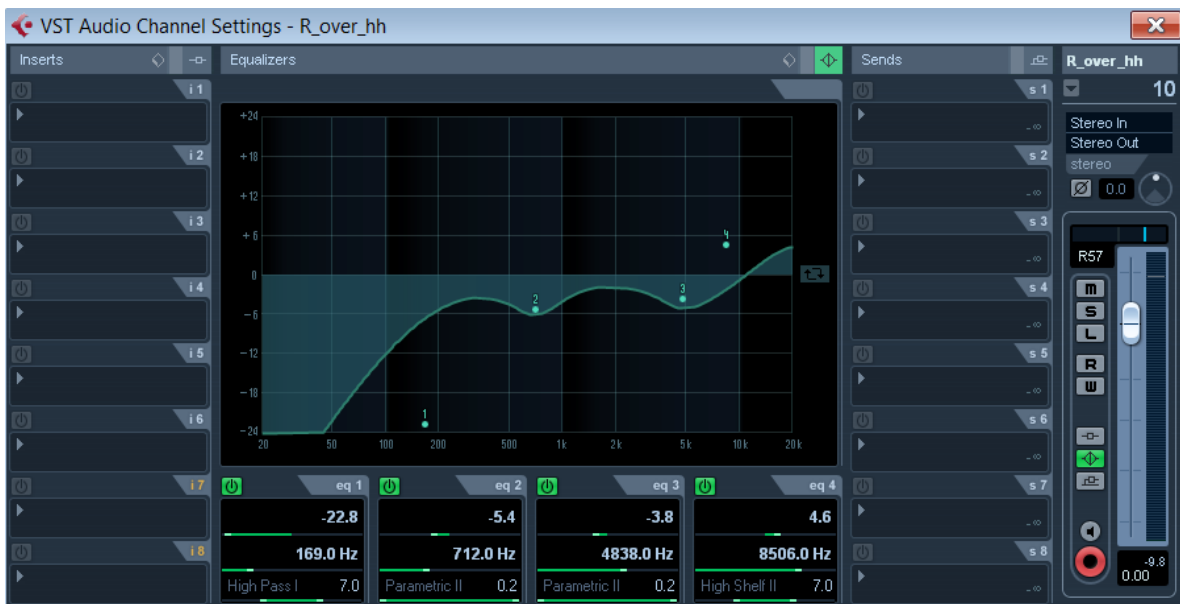 VST Audio Channel Settings - R_over_hh
Inserts
i 1
i 2
i 3
i 4
i 5
i 6
i 7
i 8
Equalizers
+24
+18
+12
+6
0
-6
-12
-18
-24
20 50 100 200 500 1k 2k 5k 10k 20k
1
2
3
4
eq 1 eq 2 eq 3 eq 4
-22.8 -5.4 -3.8 4.6
169.0 Hz 712.0 Hz 4838.0 Hz 8506.0 Hz
High Pass I 7.0 Parametric II 0.2 Parametric II 0.2 High Shelf II 7.0
Sends
s 1
-∞
s 2
-∞
s 3
-∞
s 4
-∞
s 5
-∞
s 6
-∞
s 7
-∞
s 8
-∞
R_over_hh
10
Stereo In
Stereo Out
stereo
0.0
R57
m
S
L
R
W
-9.8
0.00